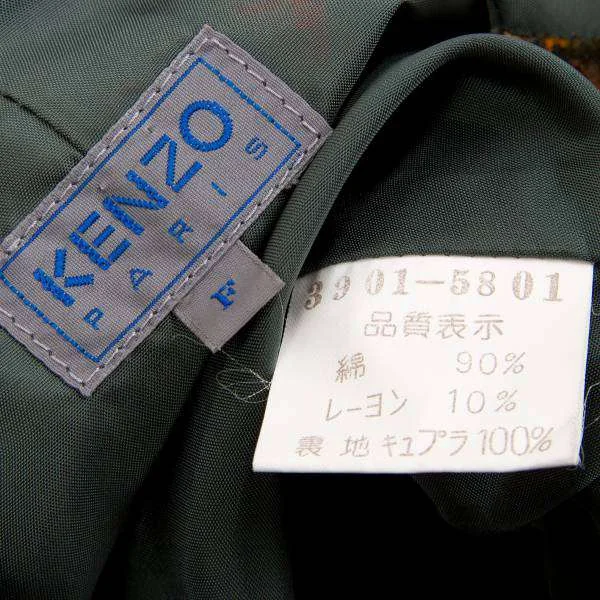 KENZO
PARIS
F
3901-5801
品質表示
綿 90%
レーヨン 10%
裏地キュプラ100%